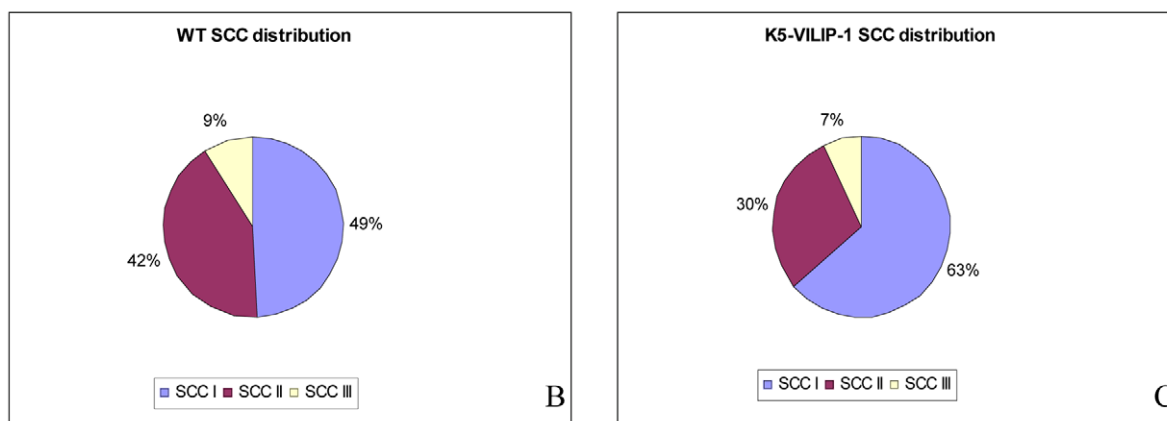 WT SCC distribution
9%
49%
42%
SCC I SCC II SCC III
B
K5-VILIP-1 SCC distribution
7%
30%
63%
SCC I SCC II SCC III
C